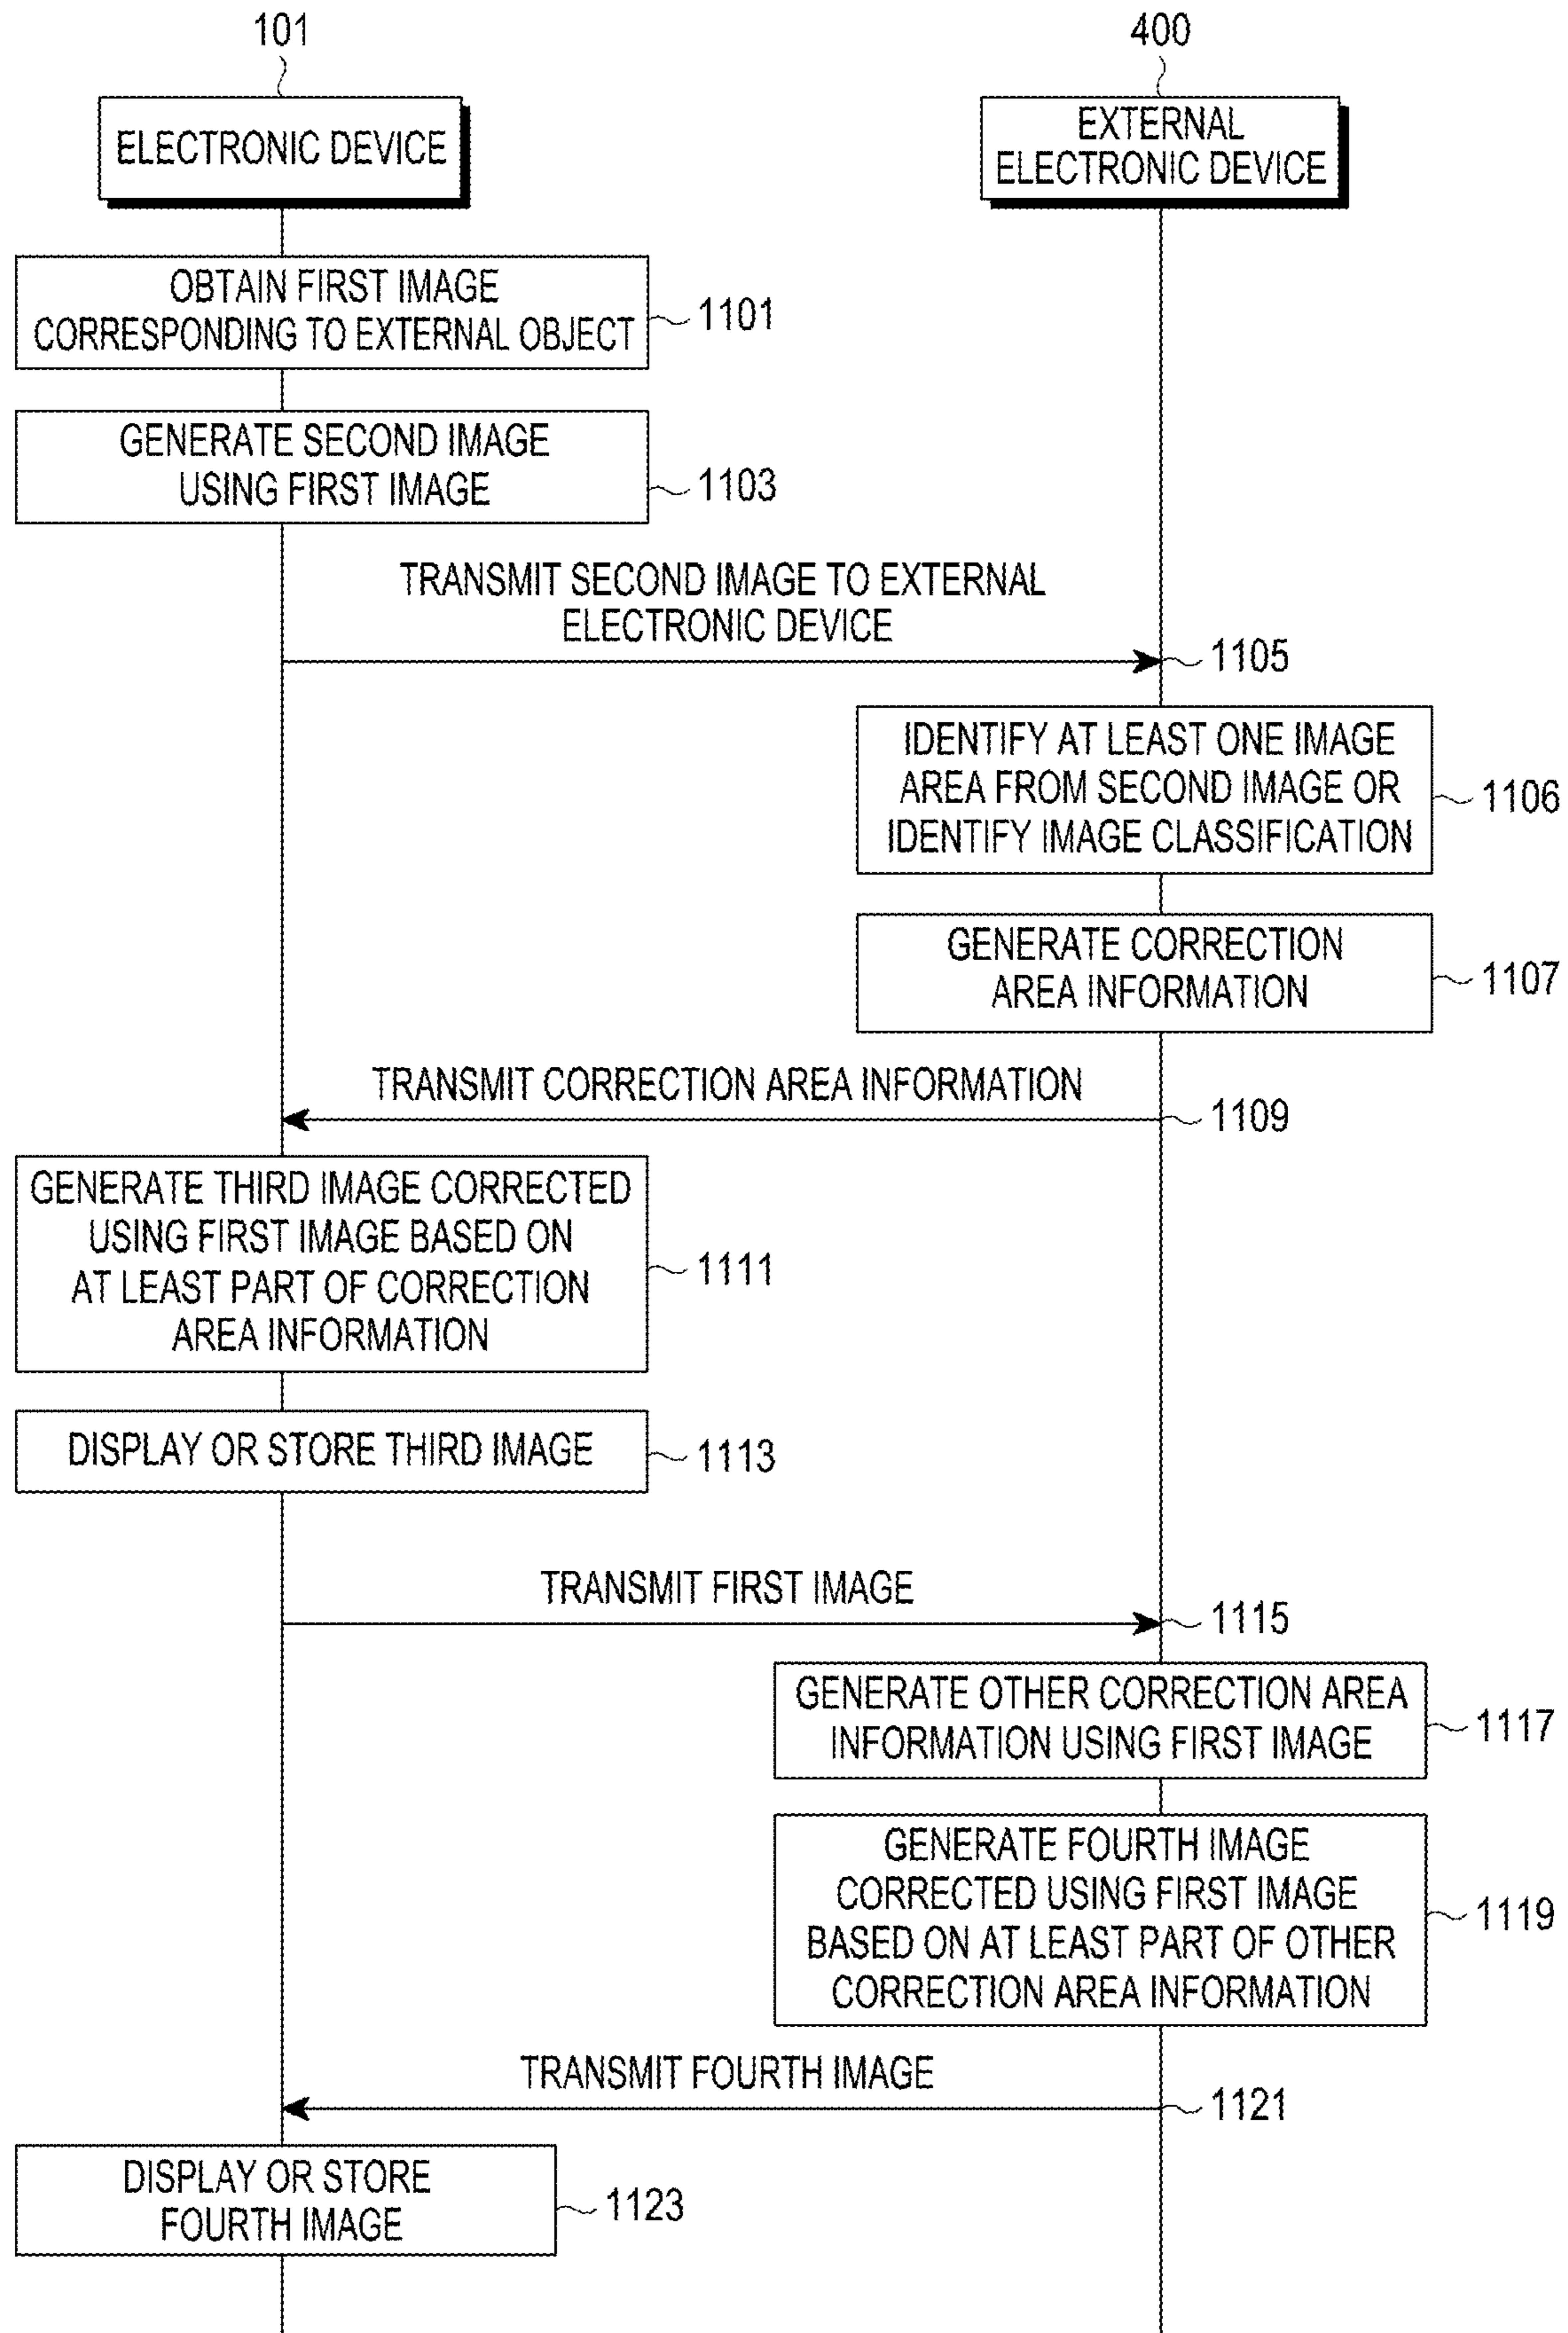 101
400
ELECTRONIC DEVICE
EXTERNAL
ELECTRONIC DEVICE
OBTAIN FIRST IMAGE
CORRESPONDING TO EXTERNAL OBJECT
1101
GENERATE SECOND IMAGE
USING FIRST IMAGE
1103
TRANSMIT SECOND IMAGE TO EXTERNAL
ELECTRONIC DEVICE
1105
IDENTIFY AT LEAST ONE IMAGE
AREA FROM SECOND IMAGE OR
IDENTIFY IMAGE CLASSIFICATION
1106
GENERATE CORRECTION
AREA INFORMATION
1107
TRANSMIT CORRECTION AREA INFORMATION
1109
GENERATE THIRD IMAGE CORRECTED
USING FIRST IMAGE BASED ON
AT LEAST PART OF CORRECTION
AREA INFORMATION
1111
DISPLAY OR STORE THIRD IMAGE
1113
TRANSMIT FIRST IMAGE
1115
GENERATE OTHER CORRECTION AREA
INFORMATION USING FIRST IMAGE
1117
GENERATE FOURTH IMAGE
CORRECTED USING FIRST IMAGE
BASED ON AT LEAST PART OF OTHER
CORRECTION AREA INFORMATION
1119
TRANSMIT FOURTH IMAGE
1121
DISPLAY OR STORE
FOURTH IMAGE
1123